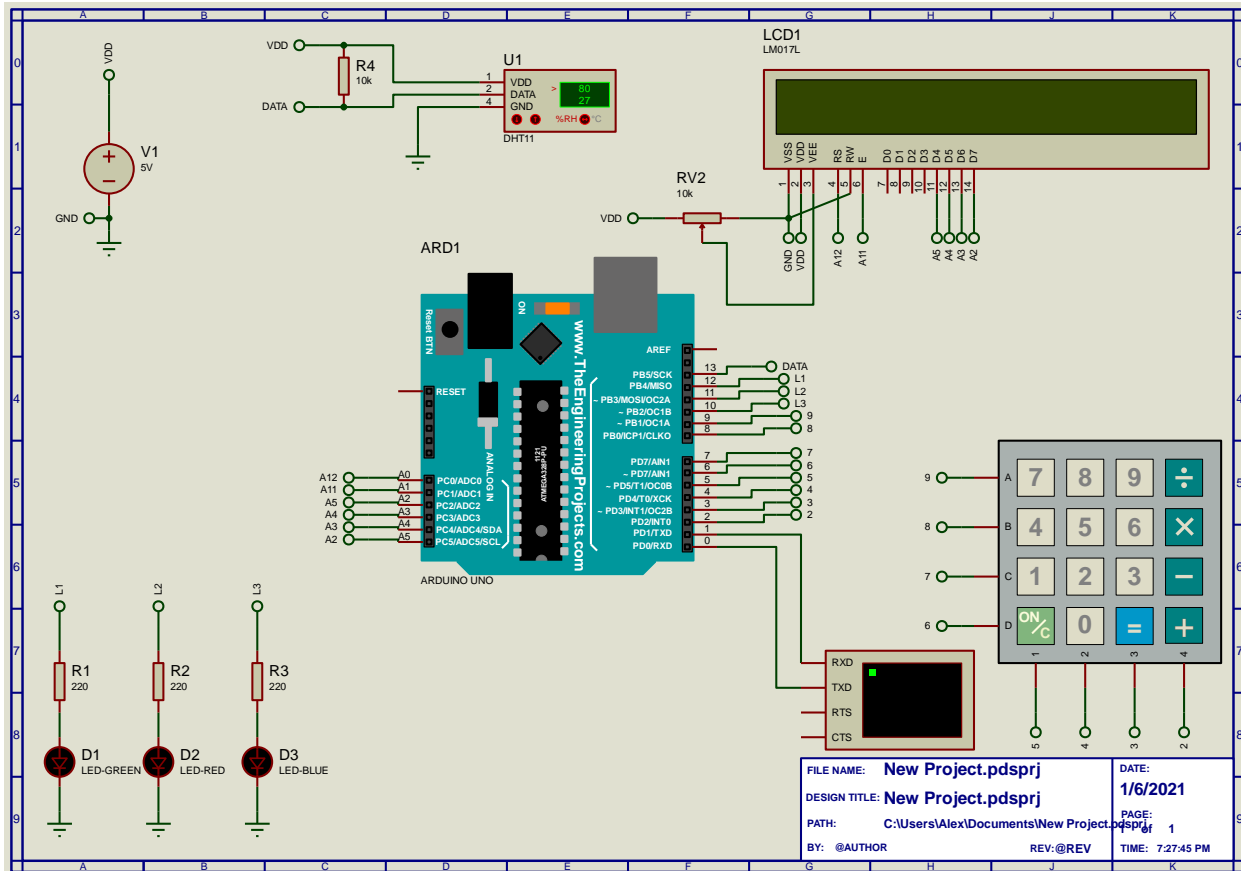 A B C D E F G H J K
0 0
1 1
2 2
3 3
4 4
5 5
6 6
7 7
8 8
9 9
VDD
V1
5V
GND
VDD
R4
10k
DATA
U1
1 VDD
2 DATA
4 GND
> 80
27
%RH °C
DHT11
LCD1
LM017L
VSS VDD VEE RS RW E D0 D1 D2 D3 D4 D5 D6 D7
1 2 3 4 5 6 7 8 9 10 11 12 13 14
GND VDD A12 A11 A5 A4 A3 A2
RV2
10k
VDD
ARD1
Reset BTN
ON
www.TheEngineeringProjects.com
RESET
ANALOG IN
1121
ATMEGA328P-PU
AREF
PB5/SCK 13 DATA
PB4/MISO 12 L1
~ PB3/MOSI/OC2A 11 L2
~ PB2/OC1B 10 L3
~ PB1/OC1A 9 9
PB0/ICP1/CLKO 8 8
PD7/AIN1 7 7
~ PD7/AIN1 6 6
~ PD5/T1/OC0B 5 5
PD4/T0/XCK 4 4
~ PD3/INT1/OC2B 3 3
PD2/INT0 2 2
PD1/TXD 1
PD0/RXD 0
A12 A0 PC0/ADC0
A11 A1 PC1/ADC1
A5 A2 PC2/ADC2
A4 A3 PC3/ADC3
A3 A4 PC4/ADC4/SDA
A2 A5 PC5/ADC5/SCL
ARDUINO UNO
L1 L2 L3
R1 R2 R3
220 220 220
D1 D2 D3
LED-GREEN LED-RED LED-BLUE
9 A 7 8 9 ÷
8 B 4 5 6 ×
7 C 1 2 3 −
6 D ON/C 0 = +
1 2 3 4
5 4 3 2
RXD
TXD
RTS
CTS
FILE NAME: New Project.pdsprj
DESIGN TITLE: New Project.pdsprj
PATH: C:\Users\Alex\Documents\New Project.pdsprj
BY: @AUTHOR REV:@REV
DATE:
1/6/2021
PAGE:
1 of 1
TIME: 7:27:45 PM
A B C D E F G H J K